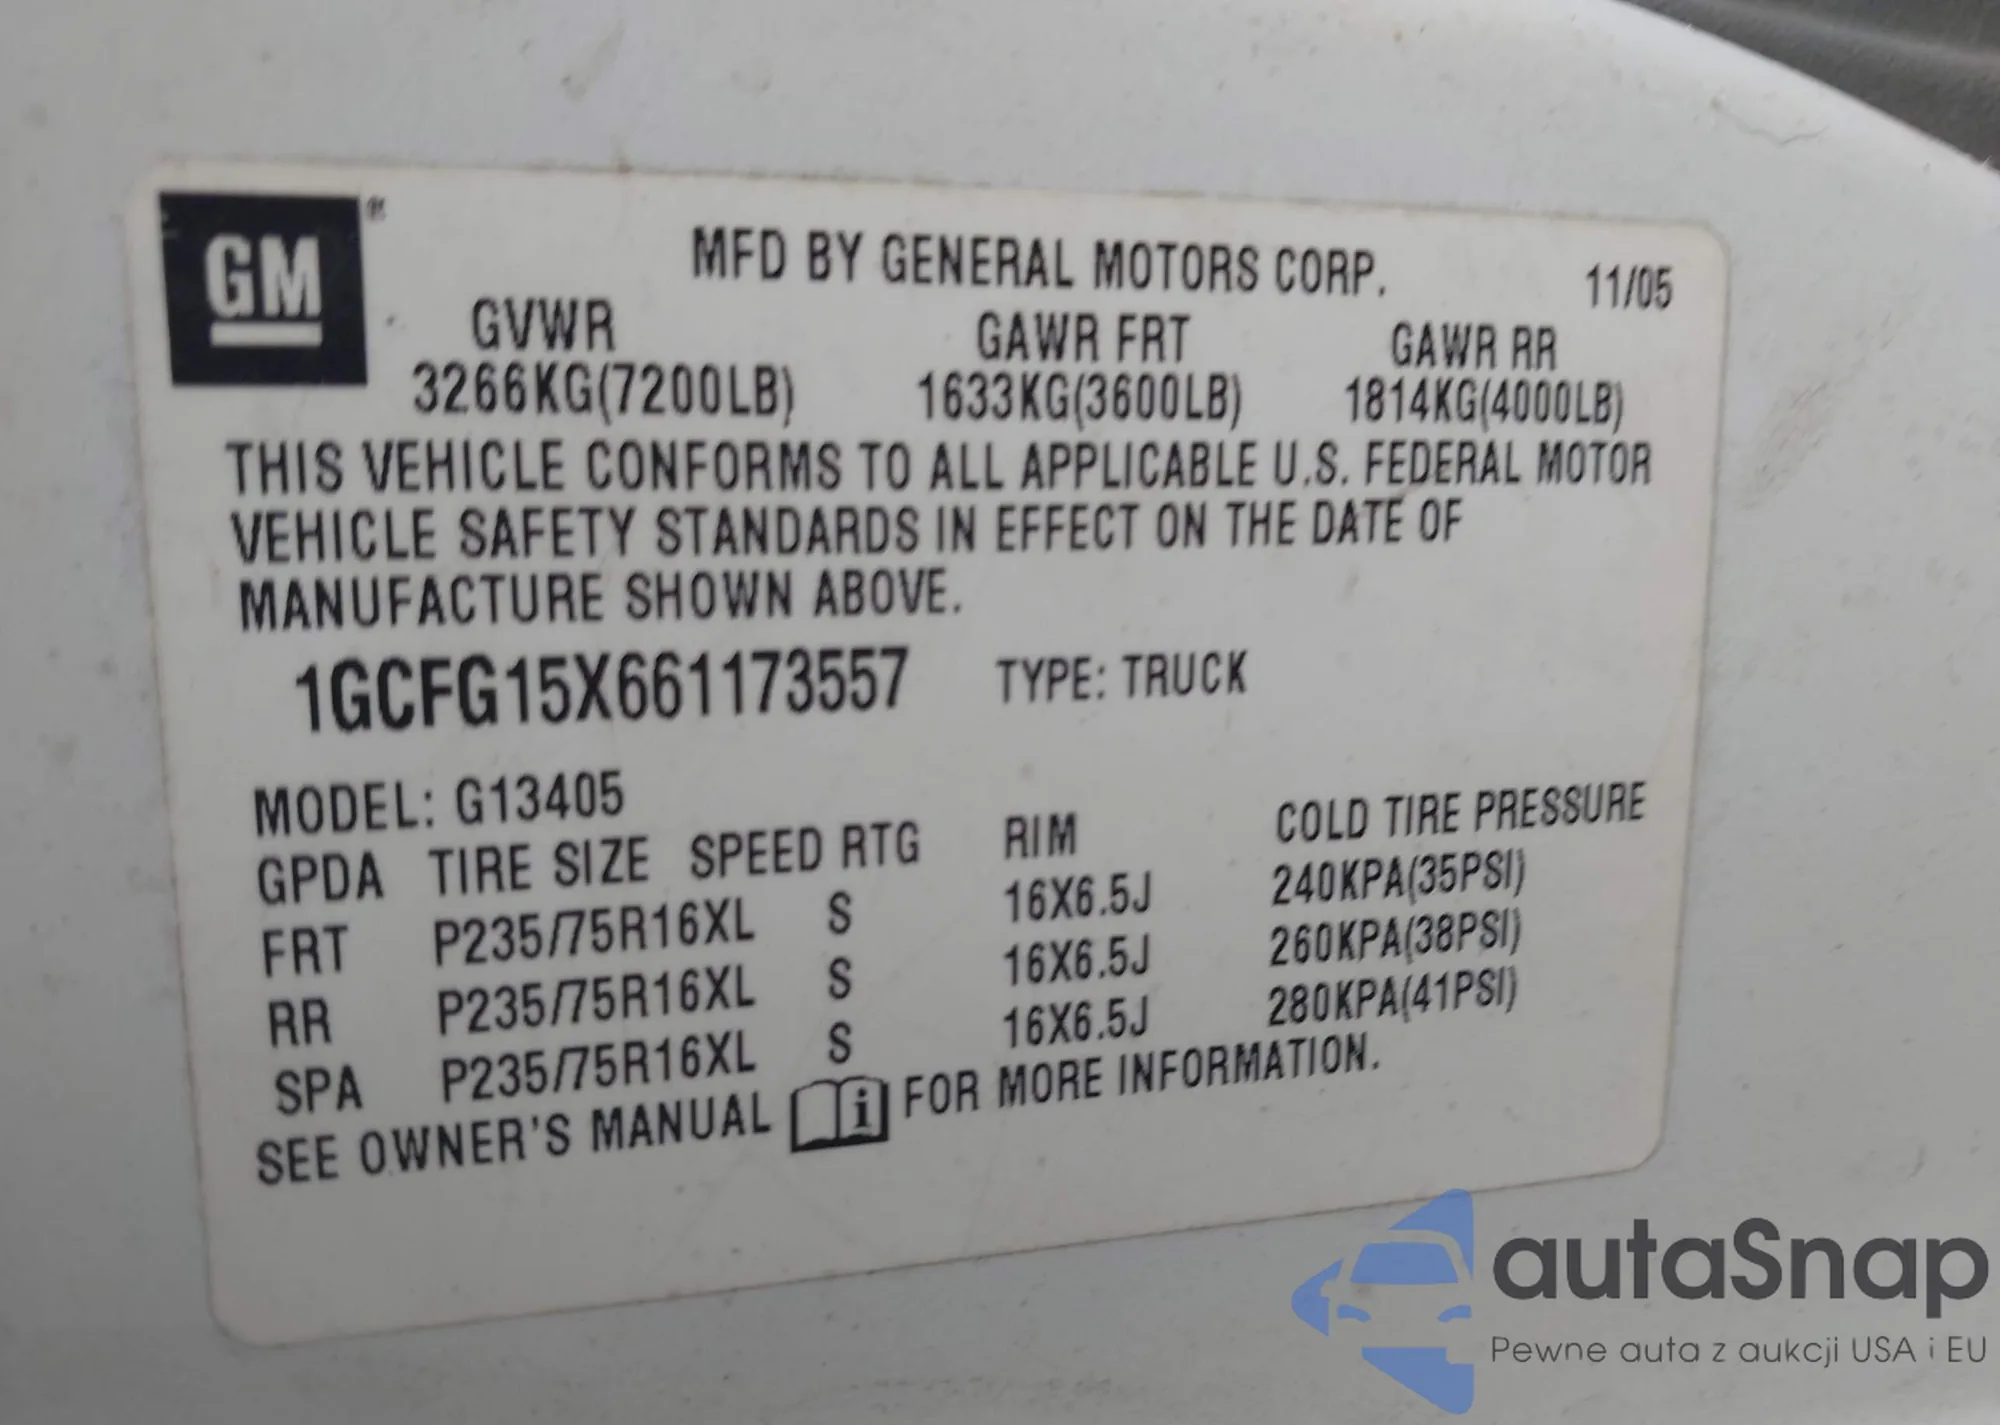 GM®
MFD BY GENERAL MOTORS CORP. 11/05
GVWR GAWR FRT GAWR RR
3266KG(7200LB) 1633KG(3600LB) 1814KG(4000LB)
THIS VEHICLE CONFORMS TO ALL APPLICABLE U.S. FEDERAL MOTOR
VEHICLE SAFETY STANDARDS IN EFFECT ON THE DATE OF
MANUFACTURE SHOWN ABOVE.
1GCFG15X661173557 TYPE: TRUCK
MODEL: G13405
GPDA TIRE SIZE SPEED RTG RIM COLD TIRE PRESSURE
FRT P235/75R16XL S 16X6.5J 240KPA(35PSI)
RR P235/75R16XL S 16X6.5J 260KPA(38PSI)
SPA P235/75R16XL S 16X6.5J 280KPA(41PSI)
SEE OWNER'S MANUAL i FOR MORE INFORMATION.
autaSnap
Pewne auta z aukcji USA i EU